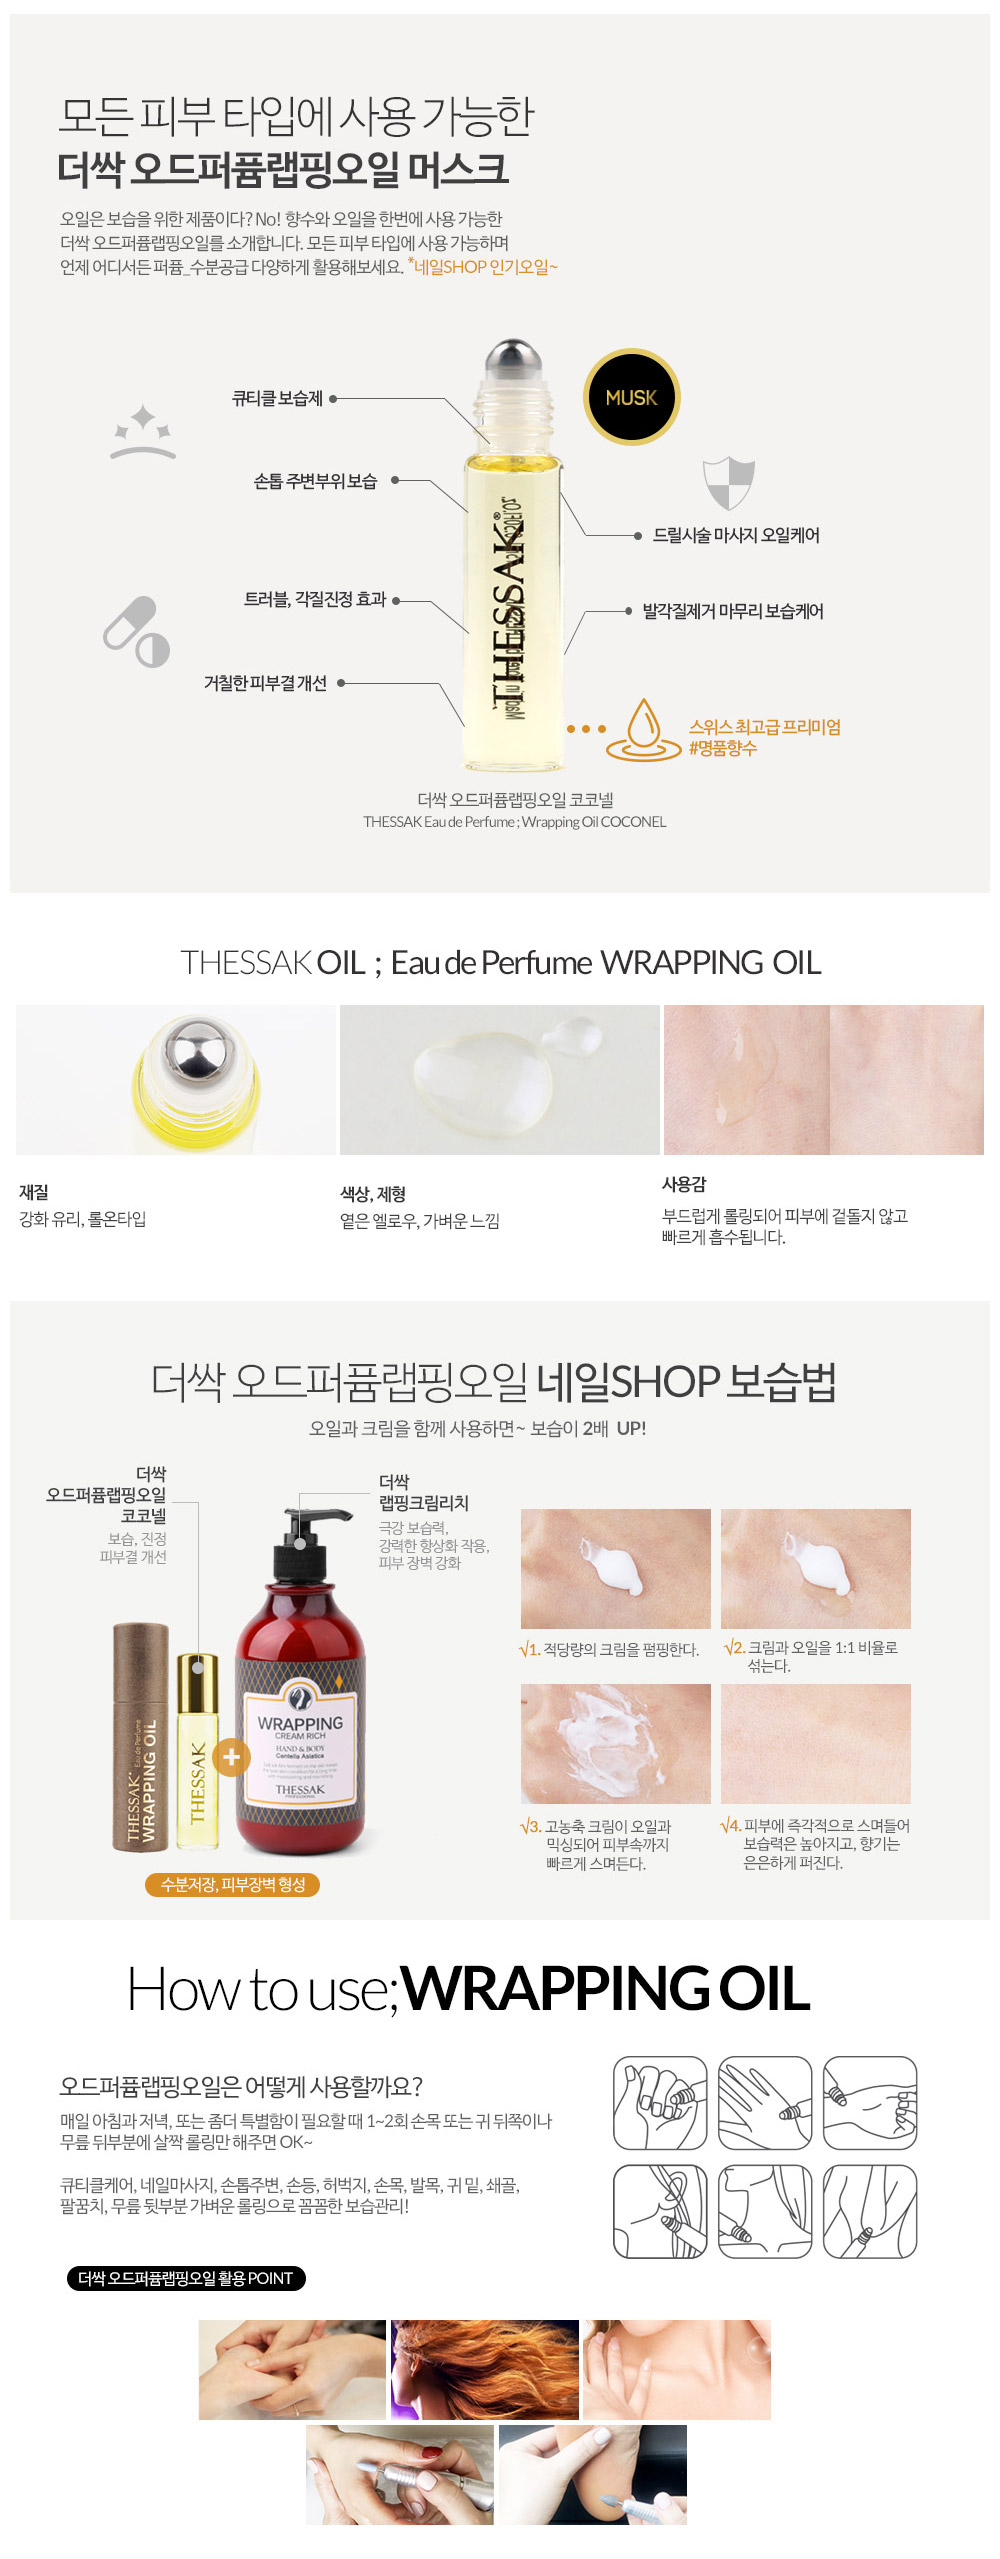 모든 피부 타입에 사용 가능한
더싹 오드퍼퓸랩핑오일 머스크
오일은 보습을 위한 제품이다? No! 향수와 오일을 한번에 사용 가능한
더싹 오드퍼퓸랩핑오일를 소개합니다. 모든 피부 타입에 사용 가능하며
언제 어디서든 퍼퓸_수분공급 다양하게 활용해보세요. *네일SHOP 인기오일~
MUSK
큐티클 보습제
손톱 주변부위 보습
드릴시술 마사지 오일케어
트러블, 각질진정 효과
발각질제거 마무리 보습케어
거칠한 피부결 개선
THESSAK®
스위스 최고급 프리미엄
#명품향수
더싹 오드퍼퓸랩핑오일 코코넬
THESSAK Eau de Perfume ; Wrapping Oil COCONEL
THESSAK OIL ; Eau de Perfume WRAPPING OIL
재질
강화 유리, 롤온타입
색상, 제형
옅은 엘로우, 가벼운 느낌
사용감
부드럽게 롤링되어 피부에 겉돌지 않고
빠르게 흡수됩니다.
더싹 오드퍼퓸랩핑오일 네일SHOP 보습법
오일과 크림을 함께 사용하면~ 보습이 2배 UP!
더싹
오드퍼퓸랩핑오일
코코넬
보습, 진정
피부결 개선
더싹
랩핑크림리치
극강 보습력,
강력한 항상화 작용,
피부 장벽 강화
THESSAK
Eau de Perfume
WRAPPING OIL
THESSAK
+
WRAPPING
CREAM RICH
HAND & BODY
Centella Asiatica
THESSAK
PROFESSIONAL
수분저장, 피부장벽 형성
√1. 적당량의 크림을 펌핑한다.
√2. 크림과 오일을 1:1 비율로
섞는다.
√3. 고농축 크림이 오일과
믹싱되어 피부속까지
빠르게 스며든다.
√4. 피부에 즉각적으로 스며들어
보습력은 높아지고, 향기는
은은하게 퍼진다.
How to use;WRAPPING OIL
오드퍼퓸랩핑오일은 어떻게 사용할까요?
매일 아침과 저녁, 또는 좀더 특별함이 필요할 때 1~2회 손목 또는 귀 뒤쪽이나
무릎 뒤부분에 살짝 롤링만 해주면 OK~
큐티클케어, 네일마사지, 손톱주변, 손등, 허벅지, 손목, 발목, 귀 밑, 쇄골,
팔꿈치, 무릎 뒷부분 가벼운 롤링으로 꼼꼼한 보습관리!
더싹 오드퍼퓸랩핑오일 활용 POINT